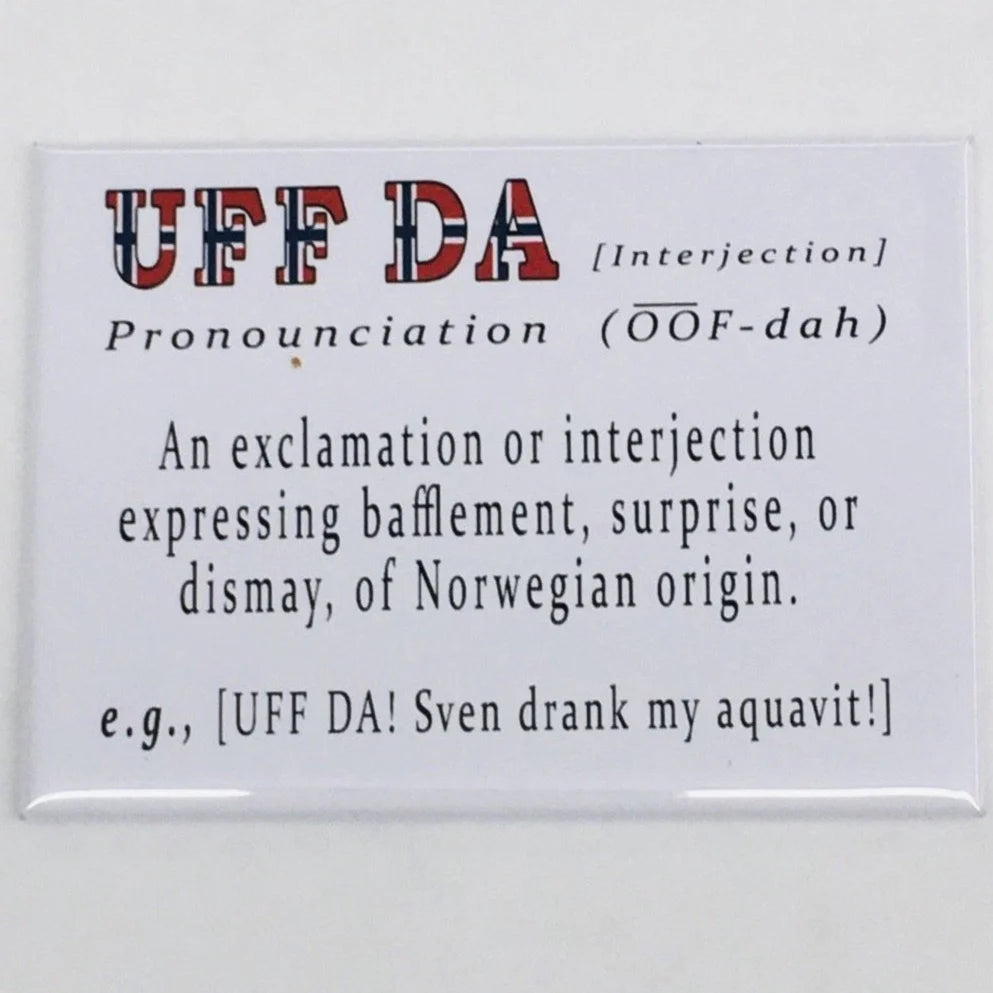 UFF DA [Interjection]
Pronounciation (O̅O̅F-dah)
An exclamation or interjection
expressing bafflement, surprise, or
dismay, of Norwegian origin.
e.g., [UFF DA! Sven drank my aquavit!]